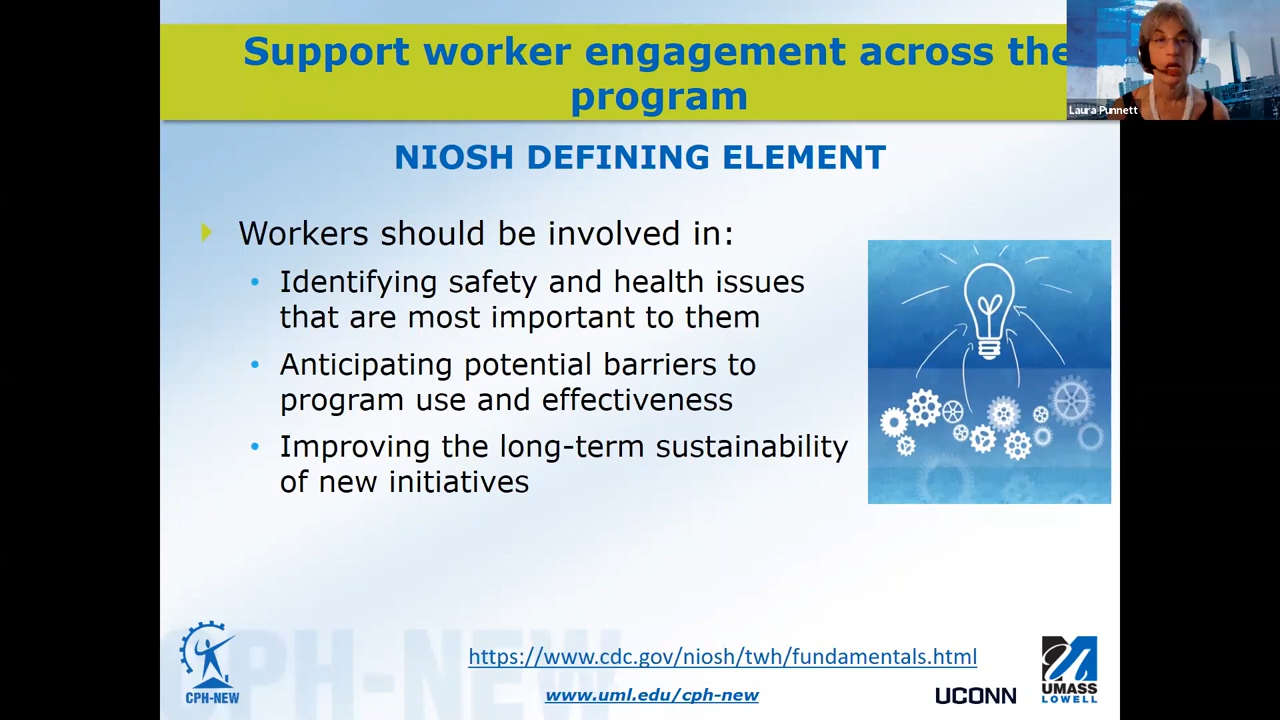 Support worker engagement across the
program
Laura Punnett
NIOSH DEFINING ELEMENT
Workers should be involved in:
• Identifying safety and health issues
that are most important to them
• Anticipating potential barriers to
program use and effectiveness
• Improving the long-term sustainability
of new initiatives
CPH-NEW
CPH-NEW
https://www.cdc.gov/niosh/twh/fundamentals.html
www.uml.edu/cph-new
UCONN
UMASS
LOWELL